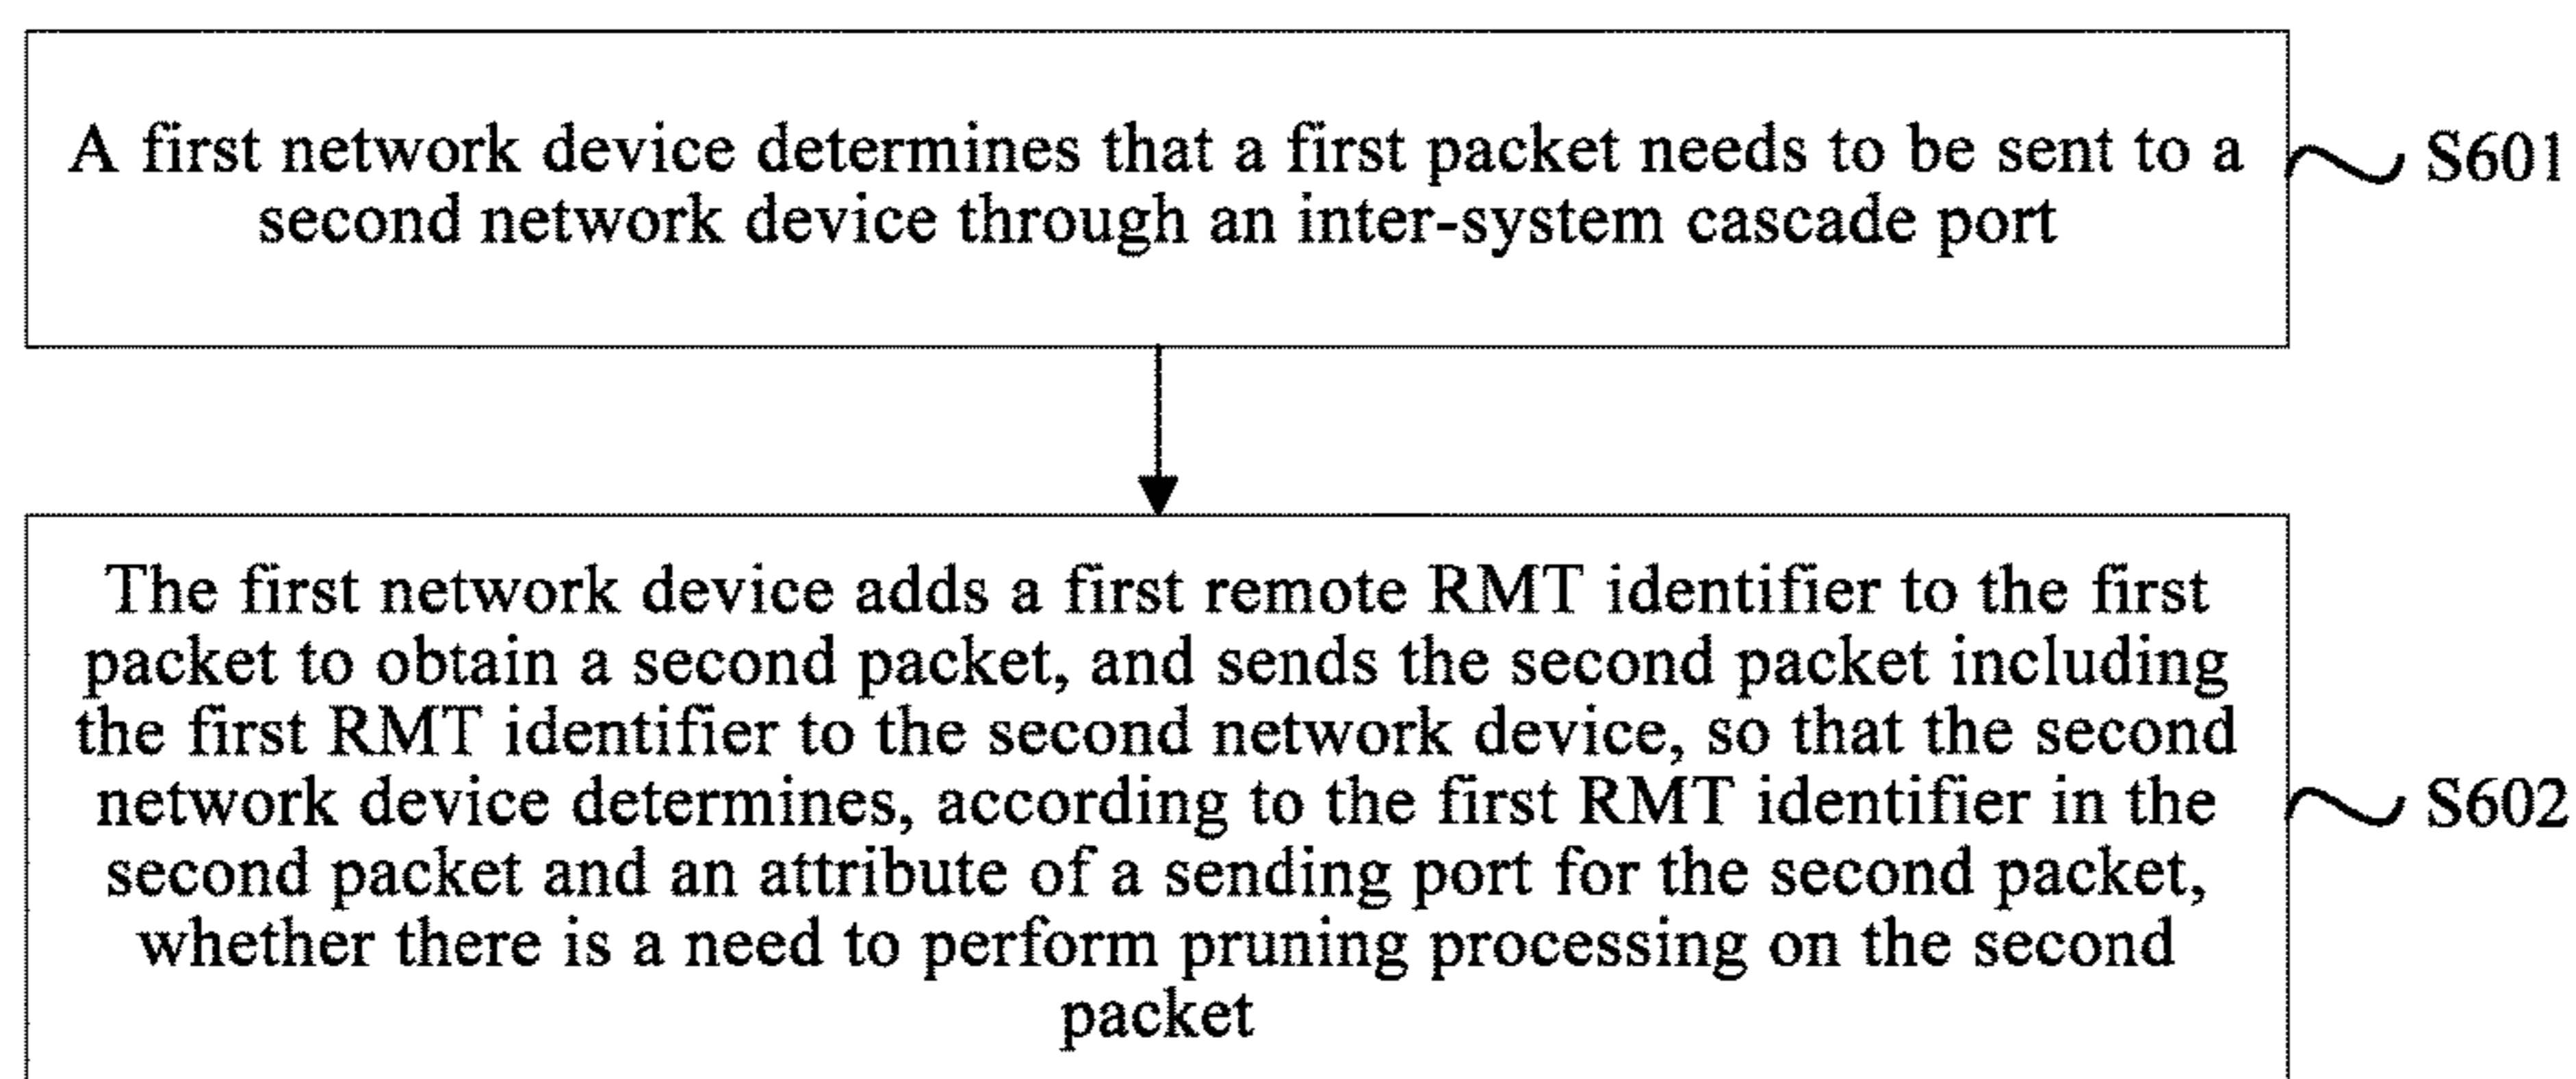 A first network device determines that a first packet needs to be sent to a
second network device through an inter-system cascade port
S601
The first network device adds a first remote RMT identifier to the first
packet to obtain a second packet, and sends the second packet including
the first RMT identifier to the second network device, so that the second
network device determines, according to the first RMT identifier in the
second packet and an attribute of a sending port for the second packet,
whether there is a need to perform pruning processing on the second
packet
S602